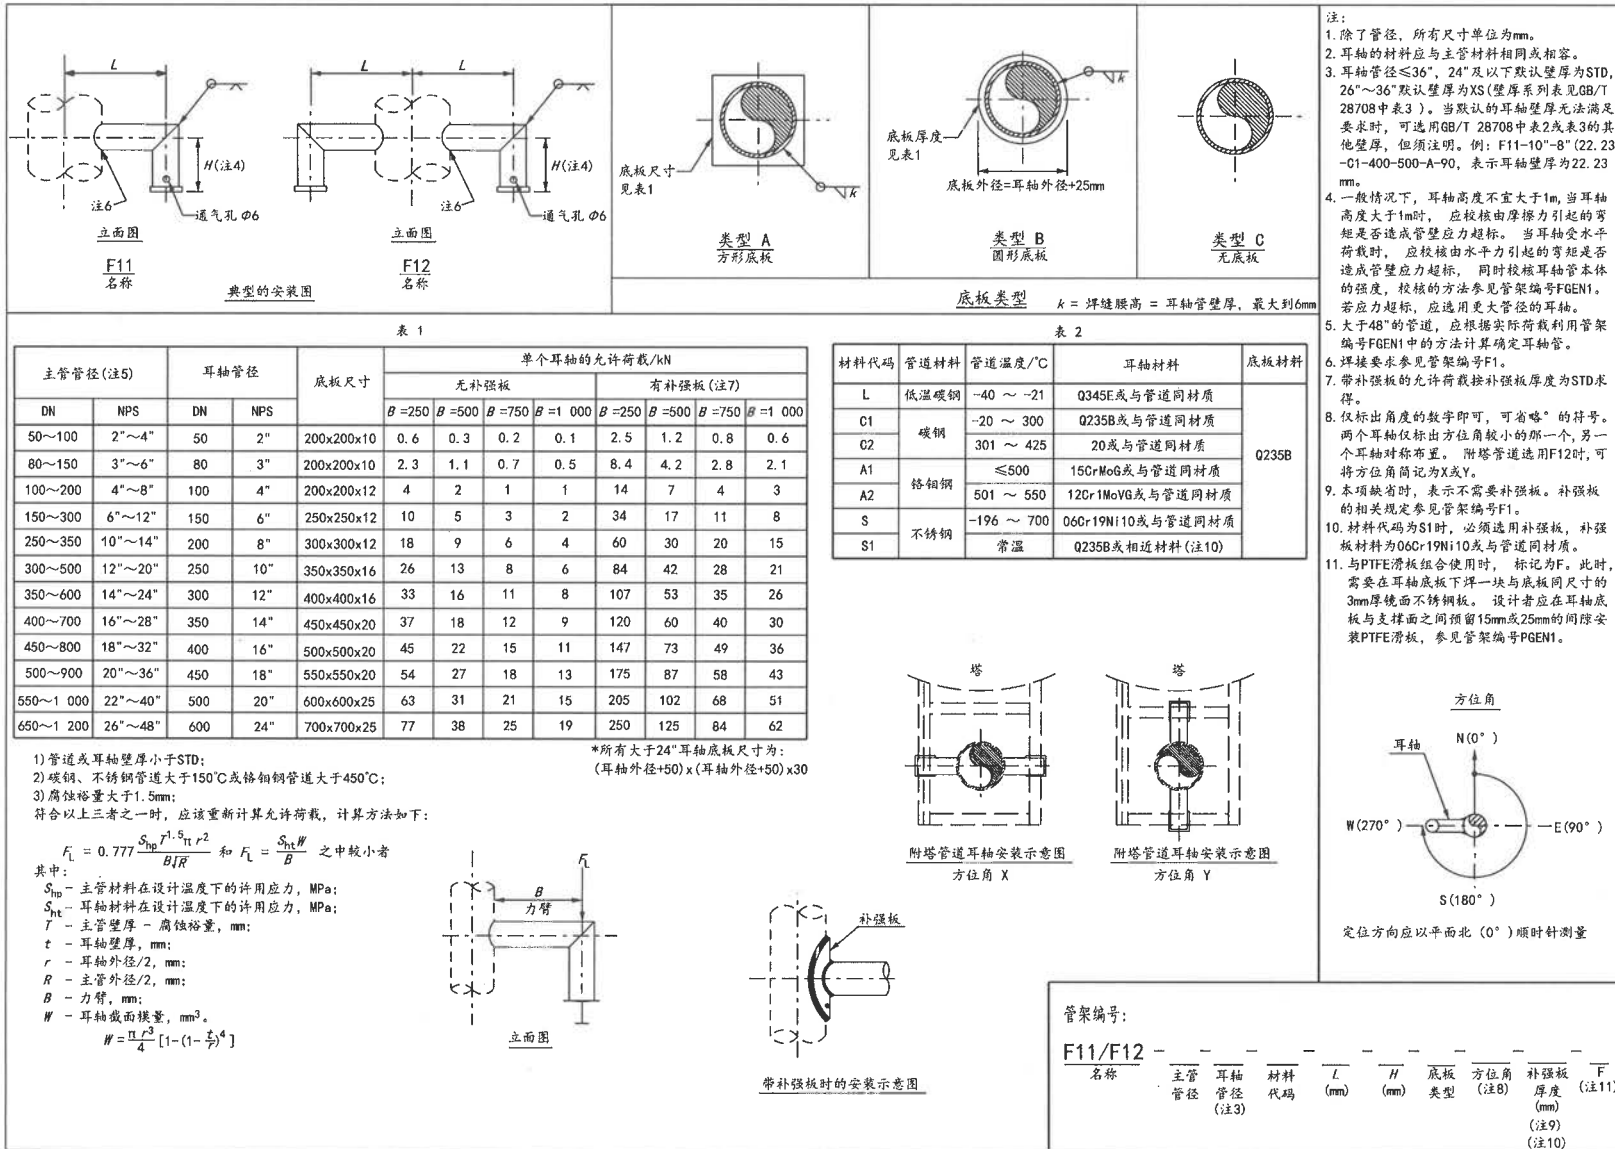 L
H(注4)
注6
通气孔 Φ6
立面图
F11
名称
L
L
H(注4)
注6
通气孔 Φ6
立面图
F12
名称
典型的安装图
底板尺寸
见表1
k
类型 A
方形底板
底板厚度
见表1
k
底板外径=耳轴外径+25mm
类型 B
圆形底板
类型 C
无底板
底板类型
k = 焊缝腰高 = 耳轴管壁厚, 最大到6mm
表 1
主管管径(注5) 耳轴管径 底板尺寸 单个耳轴的允许荷载/kN
无补强板 有补强板(注7)
DN NPS DN NPS B=250 B=500 B=750 B=1 000 B=250 B=500 B=750 B=1 000
50～100 2"～4" 50 2" 200x200x10 0.6 0.3 0.2 0.1 2.5 1.2 0.8 0.6
80～150 3"～6" 80 3" 200x200x10 2.3 1.1 0.7 0.5 8.4 4.2 2.8 2.1
100～200 4"～8" 100 4" 200x200x12 4 2 1 1 14 7 4 3
150～300 6"～12" 150 6" 250x250x12 10 5 3 2 34 17 11 8
250～350 10"～14" 200 8" 300x300x12 18 9 6 4 60 30 20 15
300～500 12"～20" 250 10" 350x350x16 26 13 8 6 84 42 28 21
350～600 14"～24" 300 12" 400x400x16 33 16 11 8 107 53 35 26
400～700 16"～28" 350 14" 450x450x20 37 18 12 9 120 60 40 30
450～800 18"～32" 400 16" 500x500x20 45 22 15 11 147 73 49 36
500～900 20"～36" 450 18" 550x550x20 54 27 18 13 175 87 58 43
550～1 000 22"～40" 500 20" 600x600x25 63 31 21 15 205 102 68 51
650～1 200 26"～48" 600 24" 700x700x25 77 38 25 19 250 125 84 62
*所有大于24"耳轴底板尺寸为:
(耳轴外径+50)x(耳轴外径+50)x30
1)管道或耳轴壁厚小于STD;
2)碳钢、不锈钢管道大于150℃或铬钼钢管道大于450℃;
3)腐蚀裕量大于1.5mm;
符合以上三者之一时, 应该重新计算允许荷载, 计算方法如下:
F_L = 0.777 S_hp T^1.5 π r² / B√R 和 F_L = S_ht W / B 之中较小者
其中:
S_hp - 主管材料在设计温度下的许用应力, MPa;
S_ht - 耳轴材料在设计温度下的许用应力, MPa;
T - 主管壁厚 - 腐蚀裕量, mm;
t - 耳轴壁厚, mm;
r - 耳轴外径/2, mm;
R - 主管外径/2, mm;
B - 力臂, mm;
W - 耳轴截面模量, mm³。
W = π r³/4 [1-(1-t/r)⁴]
F_L
B
力臂
立面图
补强板
带补强板时的安装示意图
表 2
材料代码 管道材料 管道温度/℃ 耳轴材料 底板材料
L 低温碳钢 -40 ～ -21 Q345E或与管道同材质 Q235B
C1 碳钢 -20 ～ 300 Q235B或与管道同材质
C2 301 ～ 425 20或与管道同材质
A1 铬钼钢 ≤500 15CrMoG或与管道同材质
A2 501 ～ 550 12Cr1MoVG或与管道同材质
S 不锈钢 -196 ～ 700 06Cr19Ni10或与管道同材质
S1 常温 Q235B或相近材料(注10)
塔
附塔管道耳轴安装示意图
方位角 X
塔
附塔管道耳轴安装示意图
方位角 Y
注:
1.除了管径, 所有尺寸单位为mm。
2.耳轴的材料应与主管材料相同或相容。
3.耳轴管径≤36", 24"及以下默认壁厚为STD,
26"～36"默认壁厚为XS(壁厚系列表见GB/T
28708中表3 )。当默认的耳轴壁厚无法满足
要求时, 可选用GB/T 28708中表2或表3的其
他壁厚, 但须注明。例: F11-10"-8"(22.23
-C1-400-500-A-90, 表示耳轴壁厚为22.23
mm。
4.一般情况下, 耳轴高度不宜大于1m,当耳轴
高度大于1m时, 应校核由摩擦力引起的弯
矩是否造成管壁应力超标。 当耳轴受水平
荷载时, 应校核由水平力引起的弯矩是否
造成管壁应力超标, 同时校核耳轴管本体
的强度, 校核的方法参见管架编号FGEN1。
若应力超标, 应选用更大管径的耳轴。
5.大于48"的管道, 应根据实际荷载利用管架
编号FGEN1中的方法计算确定耳轴管。
6.焊接要求参见管架编号F1。
7.带补强板的允许荷载按补强板厚度为STD求
得。
8.仅标出角度的数字即可, 可省略°的符号。
两个耳轴仅标出方位角较小的那一个,另一
个耳轴对称布置。 附塔管道选用F12时,可
将方位角简记为X或Y。
9.本项缺省时, 表示不需要补强板。补强板
的相关规定参见管架编号F1。
10.材料代码为S1时, 必须选用补强板, 补强
板材料为06Cr19Ni10或与管道同材质。
11.与PTFE滑板组合使用时, 标记为F。此时,
需要在耳轴底板下焊一块与底板同尺寸的
3mm厚镜面不锈钢板。 设计者应在耳轴底
板与支撑面之间预留15mm或25mm的间隙安
装PTFE滑板, 参见管架编号PGEN1。
方位角
耳轴
N(0°)
W(270°)
E(90°)
S(180°)
定位方向应以平面北 (0°)顺时针测量
管架编号:
F11/F12 - - - - - - - - -
名称 主管管径 耳轴管径(注3) 材料代码 L(mm) H(mm) 底板类型 方位角(注8) 补强板厚度(mm)(注9)(注10) F(注11)